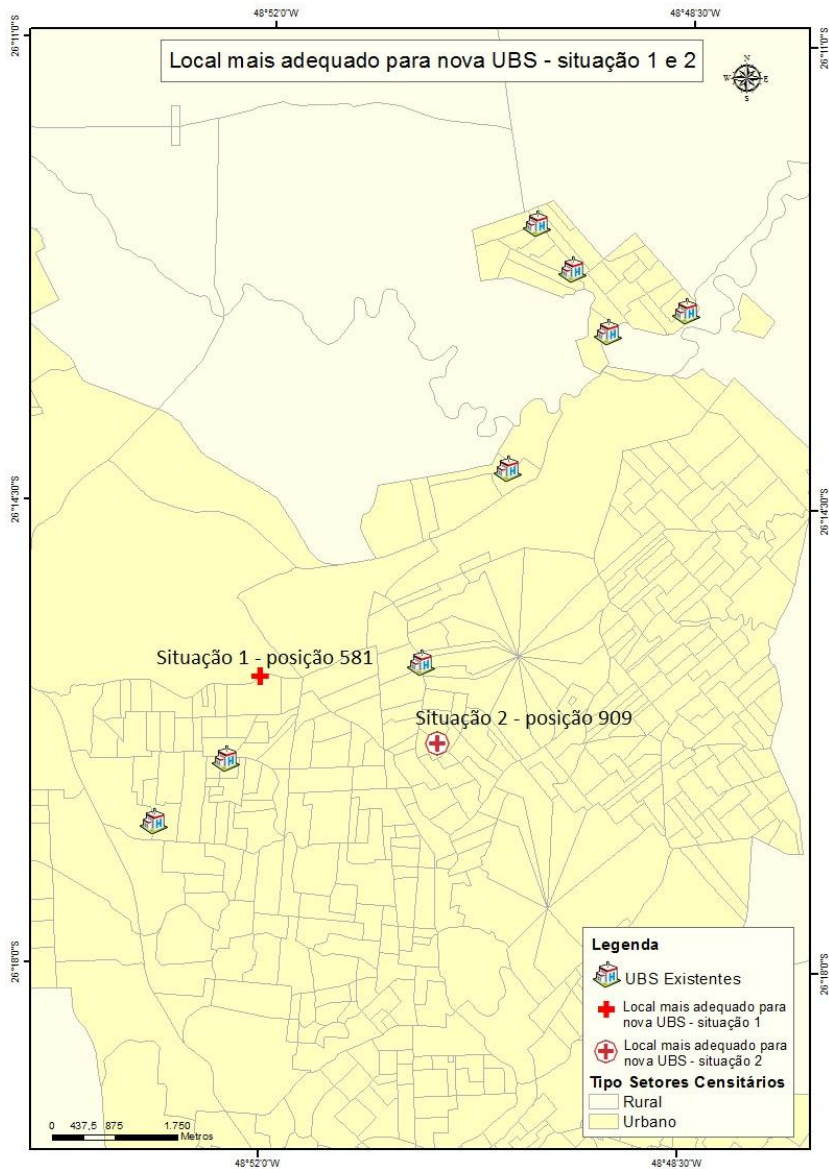 48°52'0"W
48°48'30"W
26°11'0"S
26°11'0"S
Local mais adequado para nova UBS - situação 1 e 2
N
W
E
S
26°14'30"S
26°14'30"S
Situação 1 - posição 581
Situação 2 - posição 909
26°18'0"S
26°18'0"S
Legenda
H UBS Existentes
Local mais adequado para
nova UBS - situação 1
Local mais adequado para
nova UBS - situação 2
Tipo Setores Censitários
Rural
Urbano
0 437,5 875 1.750
Metros
48°52'0"W
48°48'30"W